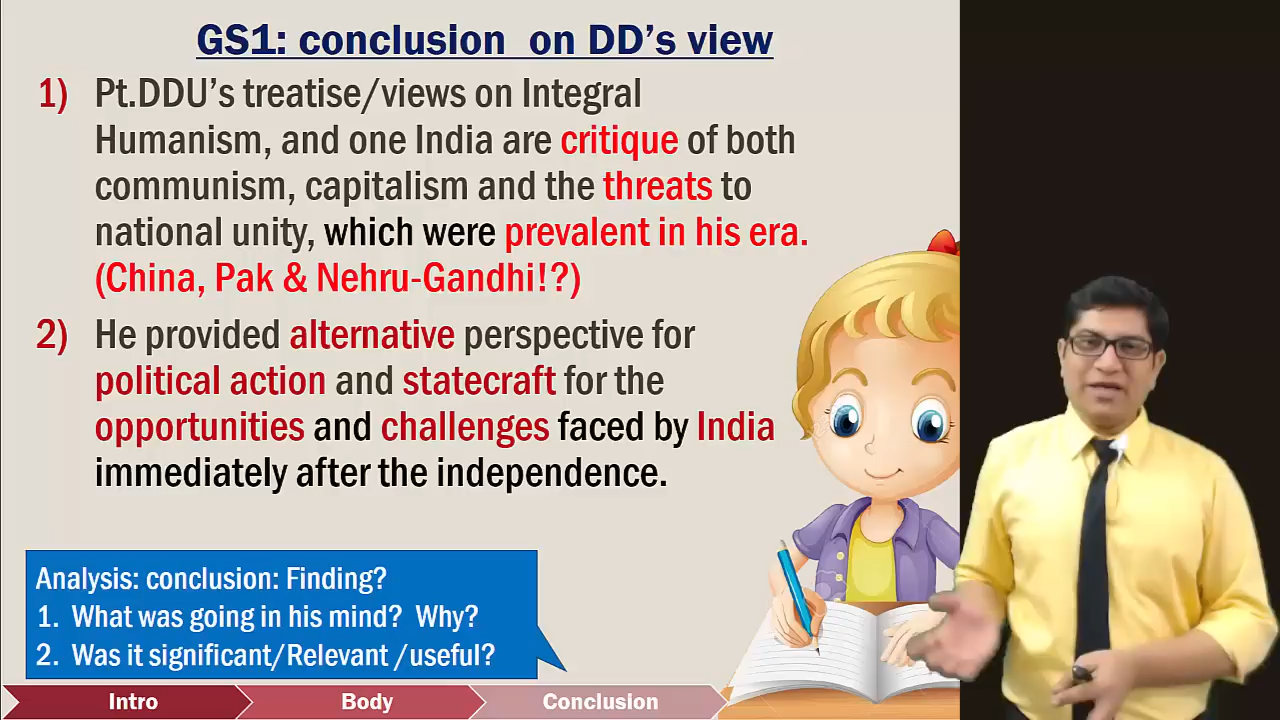 GS1: conclusion on DD's view
1) Pt.DDU's treatise/views on Integral
Humanism, and one India are critique of both
communism, capitalism and the threats to
national unity, which were prevalent in his era.
(China, Pak & Nehru-Gandhi!?)
2) He provided alternative perspective for
political action and statecraft for the
opportunities and challenges faced by India
immediately after the independence.
Analysis: conclusion: Finding?
1. What was going in his mind? Why?
2. Was it significant/Relevant /useful?
Intro
Body
Conclusion